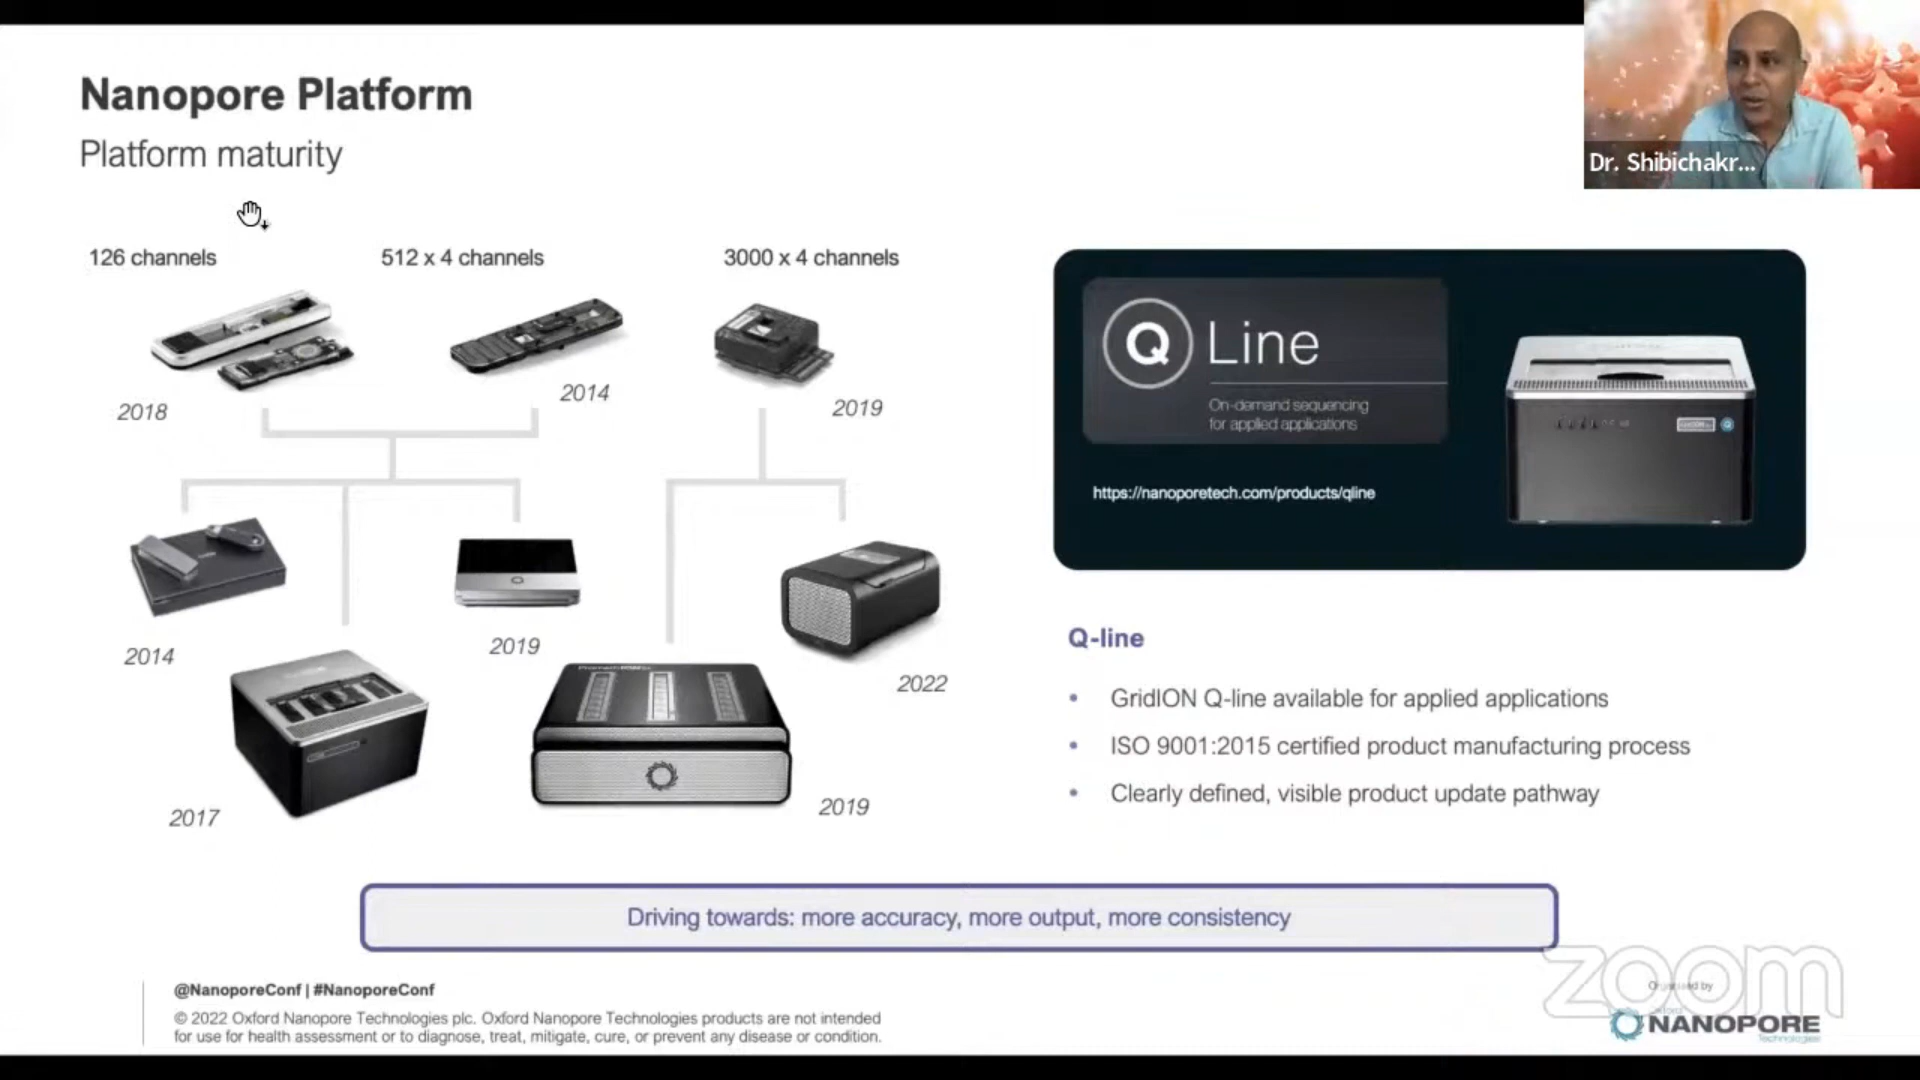 Nanopore Platform
Platform maturity
Dr. Shibichakr...
126 channels
512 x 4 channels
3000 x 4 channels
2018
2014
2019
2014
2019
2022
2017
2019
Q Line
On-demand sequencing
for applied applications
https://nanoporetech.com/products/qline
Q-line
• GridION Q-line available for applied applications
• ISO 9001:2015 certified product manufacturing process
• Clearly defined, visible product update pathway
Driving towards: more accuracy, more output, more consistency
@NanoporeConf | #NanoporeConf
© 2022 Oxford Nanopore Technologies plc. Oxford Nanopore Technologies products are not intended
for use for health assessment or to diagnose, treat, mitigate, cure, or prevent any disease or condition.
zoom
Organised by
Oxford
NANOPORE
Technologies